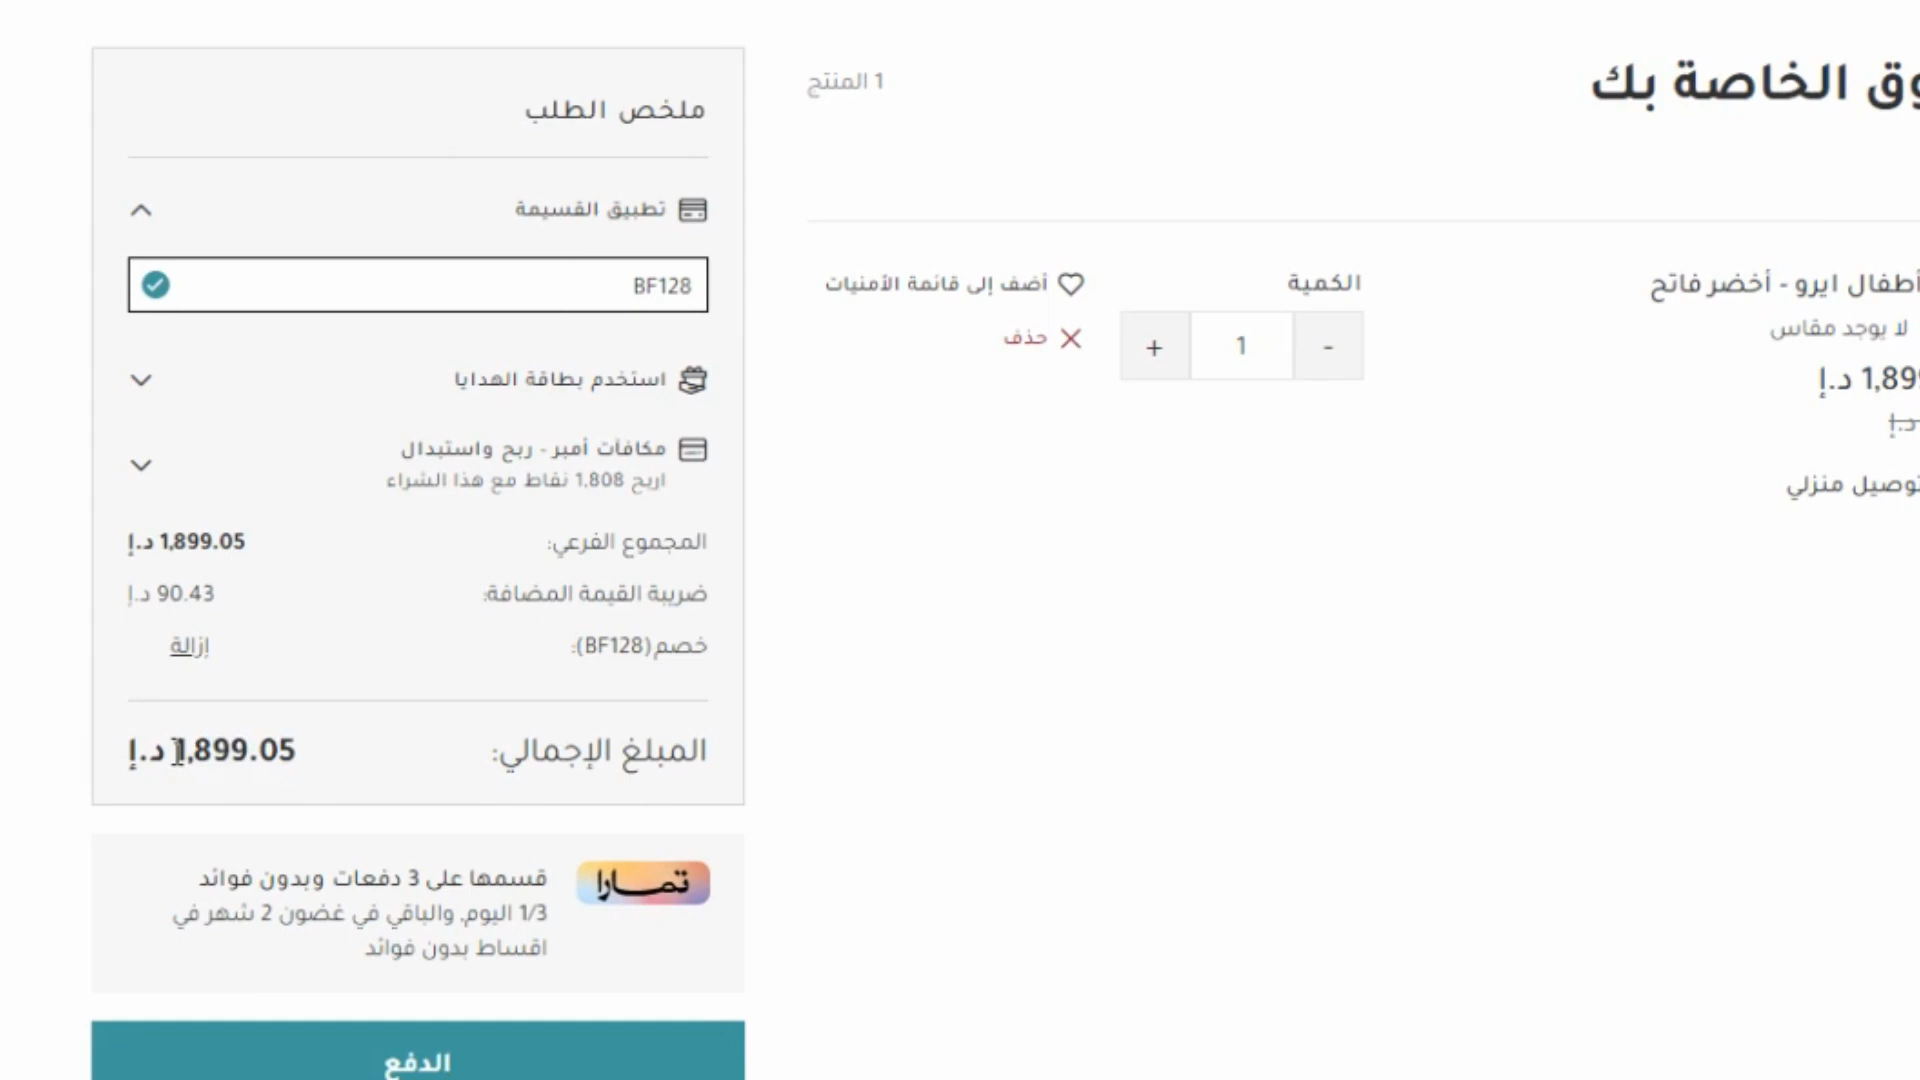 الخاصة بك
1 المنتج
أطفال ايرو - أخضر فاتح
لا يوجد مقاس
د.إ
د.إ
توصيل منزلي
الكمية
- 1 +
أضف إلى قائمة الأمنيات
حذف
ملخص الطلب
تطبيق القسيمة
BF128
استخدم بطاقة الهدايا
مكافآت أمبر - ربح واستبدال
اربح 1,808 نقاط مع هذا الشراء
المجموع الفرعي: 1,899.05 د.إ
ضريبة القيمة المضافة: 90.43 د.إ
خصم(BF128): إزالة
المبلغ الإجمالي: 1,899.05 د.إ
تمارا
قسمها على 3 دفعات وبدون فوائد
1/3 اليوم, والباقي في غضون 2 شهر في
اقساط بدون فوائد
الدفع